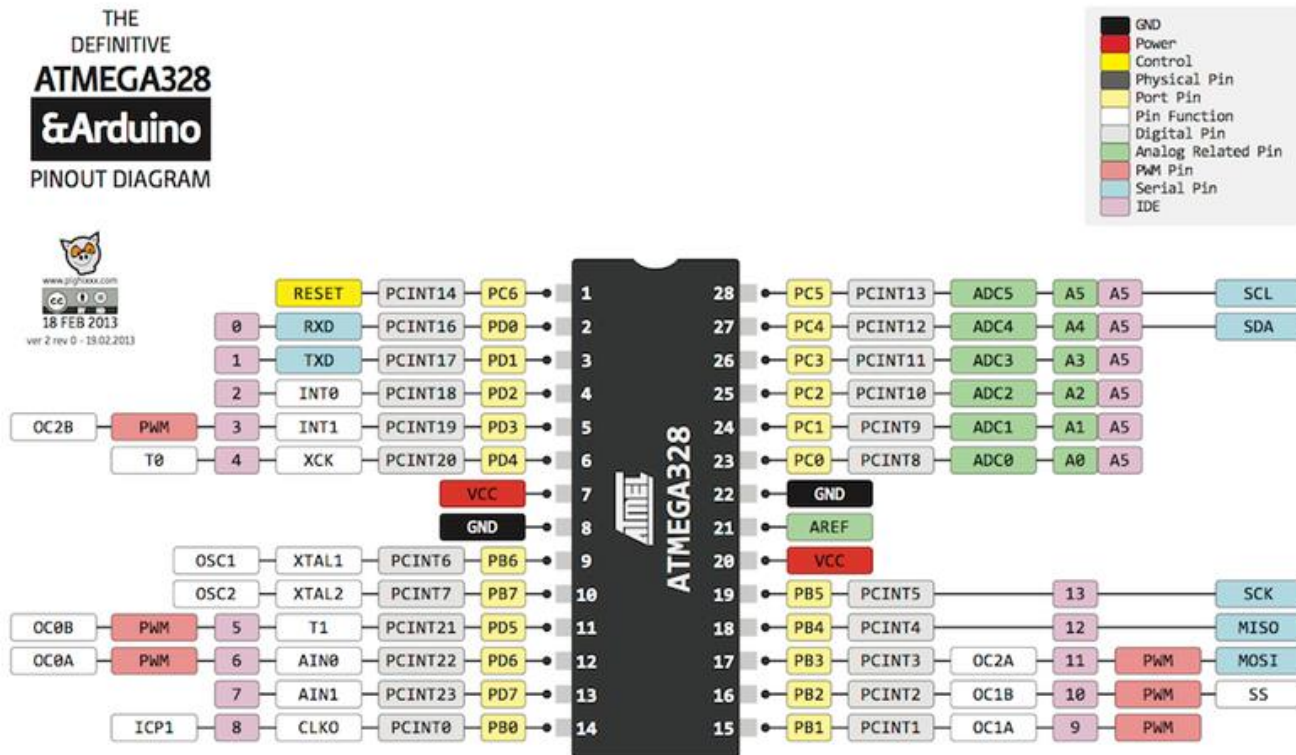 THE
DEFINITIVE
ATMEGA328
&Arduino
PINOUT DIAGRAM
www.pighixxx.com
cc
18 FEB 2013
ver 2 rev 0 - 19.02.2013
GND
Power
Control
Physical Pin
Port Pin
Pin Function
Digital Pin
Analog Related Pin
PWM Pin
Serial Pin
IDE
RESET PCINT14 PC6 1 28 PC5 PCINT13 ADC5 A5 A5 SCL
0 RXD PCINT16 PD0 2 27 PC4 PCINT12 ADC4 A4 A5 SDA
1 TXD PCINT17 PD1 3 26 PC3 PCINT11 ADC3 A3 A5
2 INT0 PCINT18 PD2 4 25 PC2 PCINT10 ADC2 A2 A5
OC2B PWM 3 INT1 PCINT19 PD3 5 24 PC1 PCINT9 ADC1 A1 A5
T0 4 XCK PCINT20 PD4 6 23 PC0 PCINT8 ADC0 A0 A5
VCC 7 22 GND
GND 8 21 AREF
OSC1 XTAL1 PCINT6 PB6 9 20 VCC
OSC2 XTAL2 PCINT7 PB7 10 19 PB5 PCINT5 13 SCK
OC0B PWM 5 T1 PCINT21 PD5 11 18 PB4 PCINT4 12 MISO
OC0A PWM 6 AIN0 PCINT22 PD6 12 17 PB3 PCINT3 OC2A 11 PWM MOSI
7 AIN1 PCINT23 PD7 13 16 PB2 PCINT2 OC1B 10 PWM SS
ICP1 8 CLKO PCINT0 PB0 14 15 PB1 PCINT1 OC1A 9 PWM
ATMEL
ATMEGA328